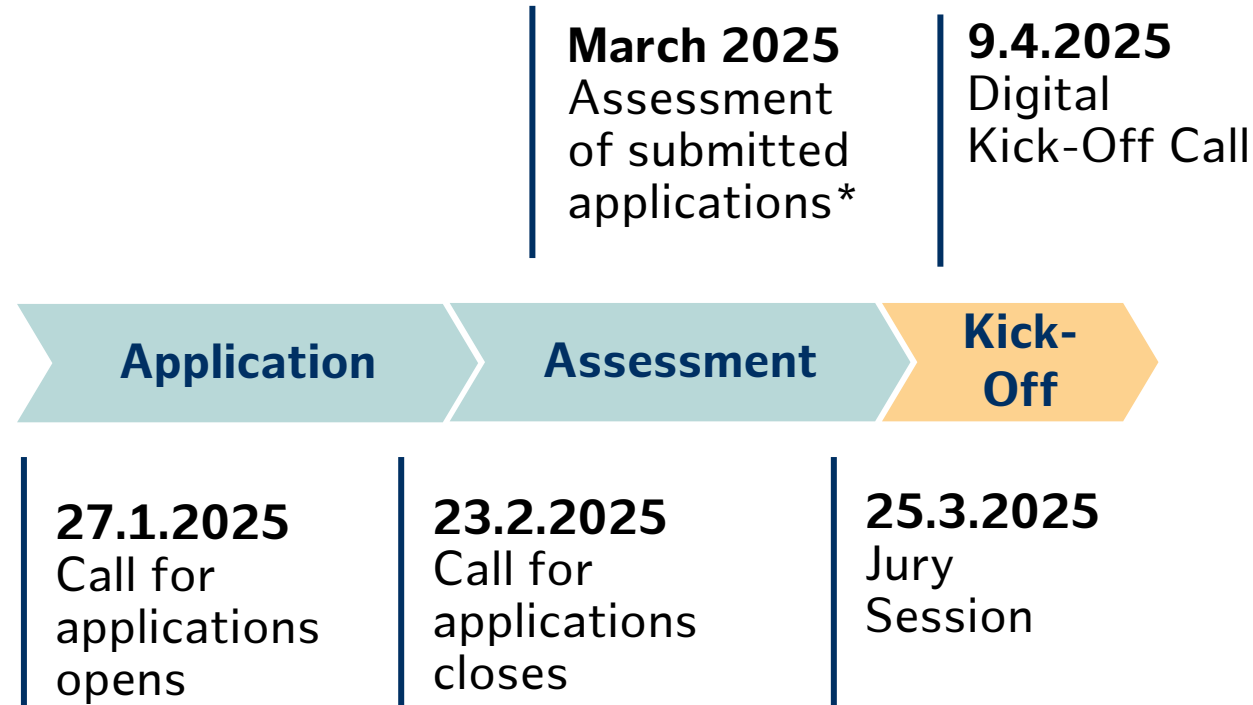 March 2025
Assessment
of submitted
applications*
9.4.2025
Digital
Kick-Off Call
Application
Assessment
Kick-
Off
27.1.2025
Call for
applications
opens
23.2.2025
Call for
applications
closes
25.3.2025
Jury
Session